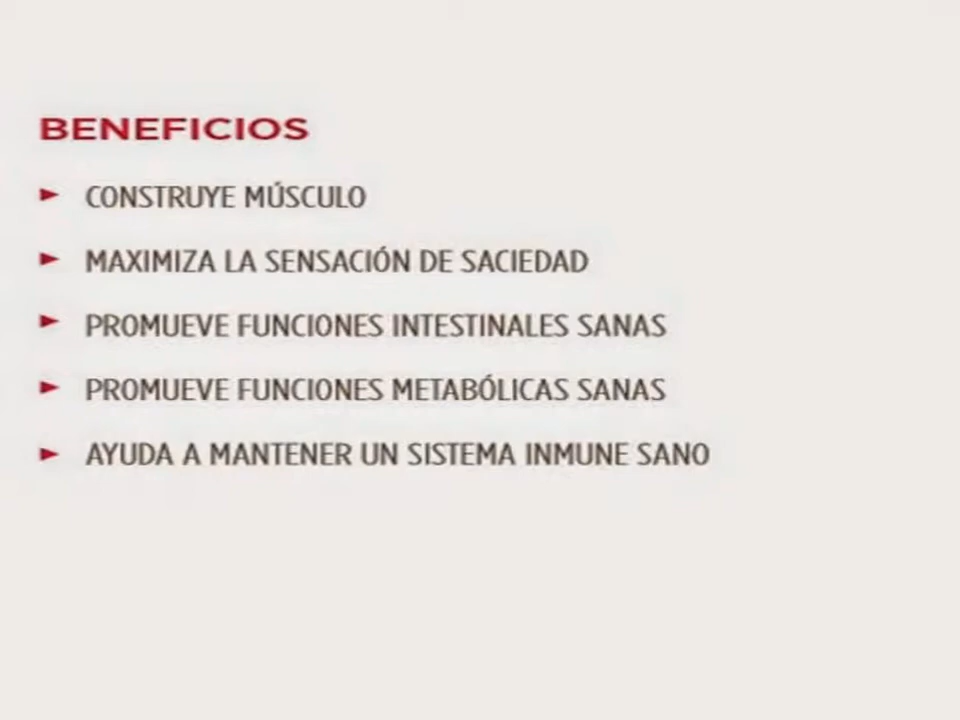 BENEFICIOS
CONSTRUYE MÚSCULO
MAXIMIZA LA SENSACIÓN DE SACIEDAD
PROMUEVE FUNCIONES INTESTINALES SANAS
PROMUEVE FUNCIONES METABÓLICAS SANAS
AYUDA A MANTENER UN SISTEMA INMUNE SANO